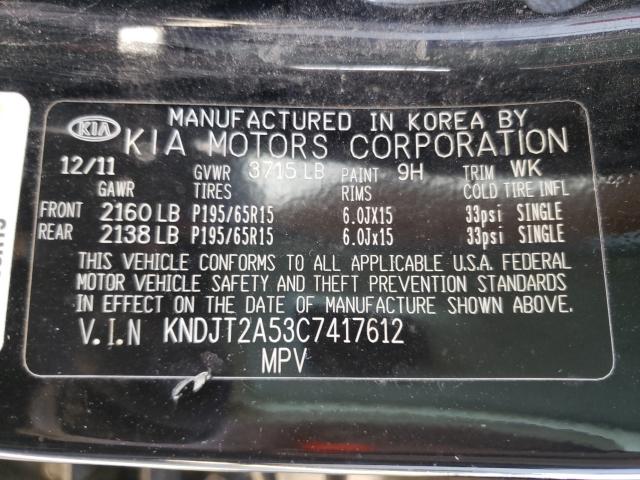 MANUFACTURED IN KOREA BY
KIA KIA MOTORS CORPORATION
12/11 GVWR 3715 LB PAINT 9H TRIM WK
GAWR TIRES RIMS COLD TIRE INFL
FRONT 2160 LB P195/65R15 6.0JX15 33psi SINGLE
REAR 2138 LB P195/65R15 6.0Jx15 33psi SINGLE
THIS VEHICLE CONFORMS TO ALL APPLICABLE U.S.A. FEDERAL
MOTOR VEHICLE SAFETY AND THEFT PREVENTION STANDARDS
IN EFFECT ON THE DATE OF MANUFACTURE SHOWN ABOVE.
V.I.N KNDJT2A53C7417612
MPV